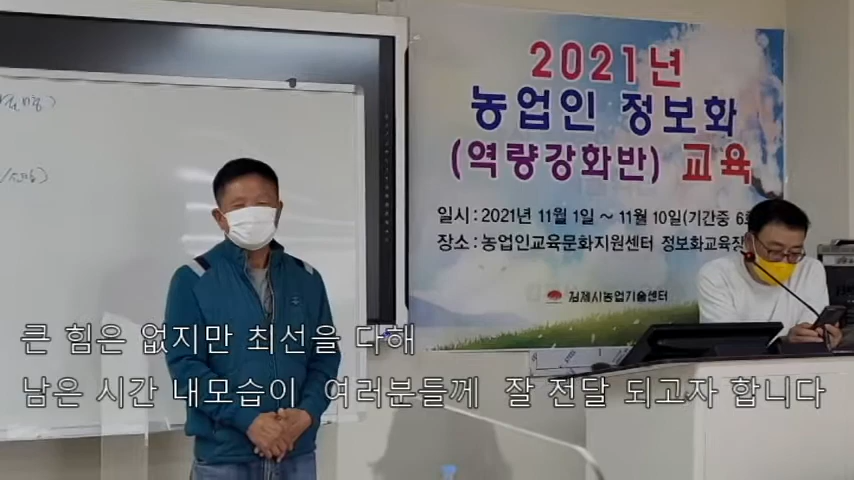 2021년
농업인 정보화
(역량강화반) 교육
일시:2021년 11월 1일 ~ 11월 10일(기간중 6회
장소:농업인교육문화지원센터 정보화교육장
김제시농업기술센터
큰 힘은 없지만 최선을 다해
남은 시간 내모습이 여러분들께 잘 전달 되고자 합니다